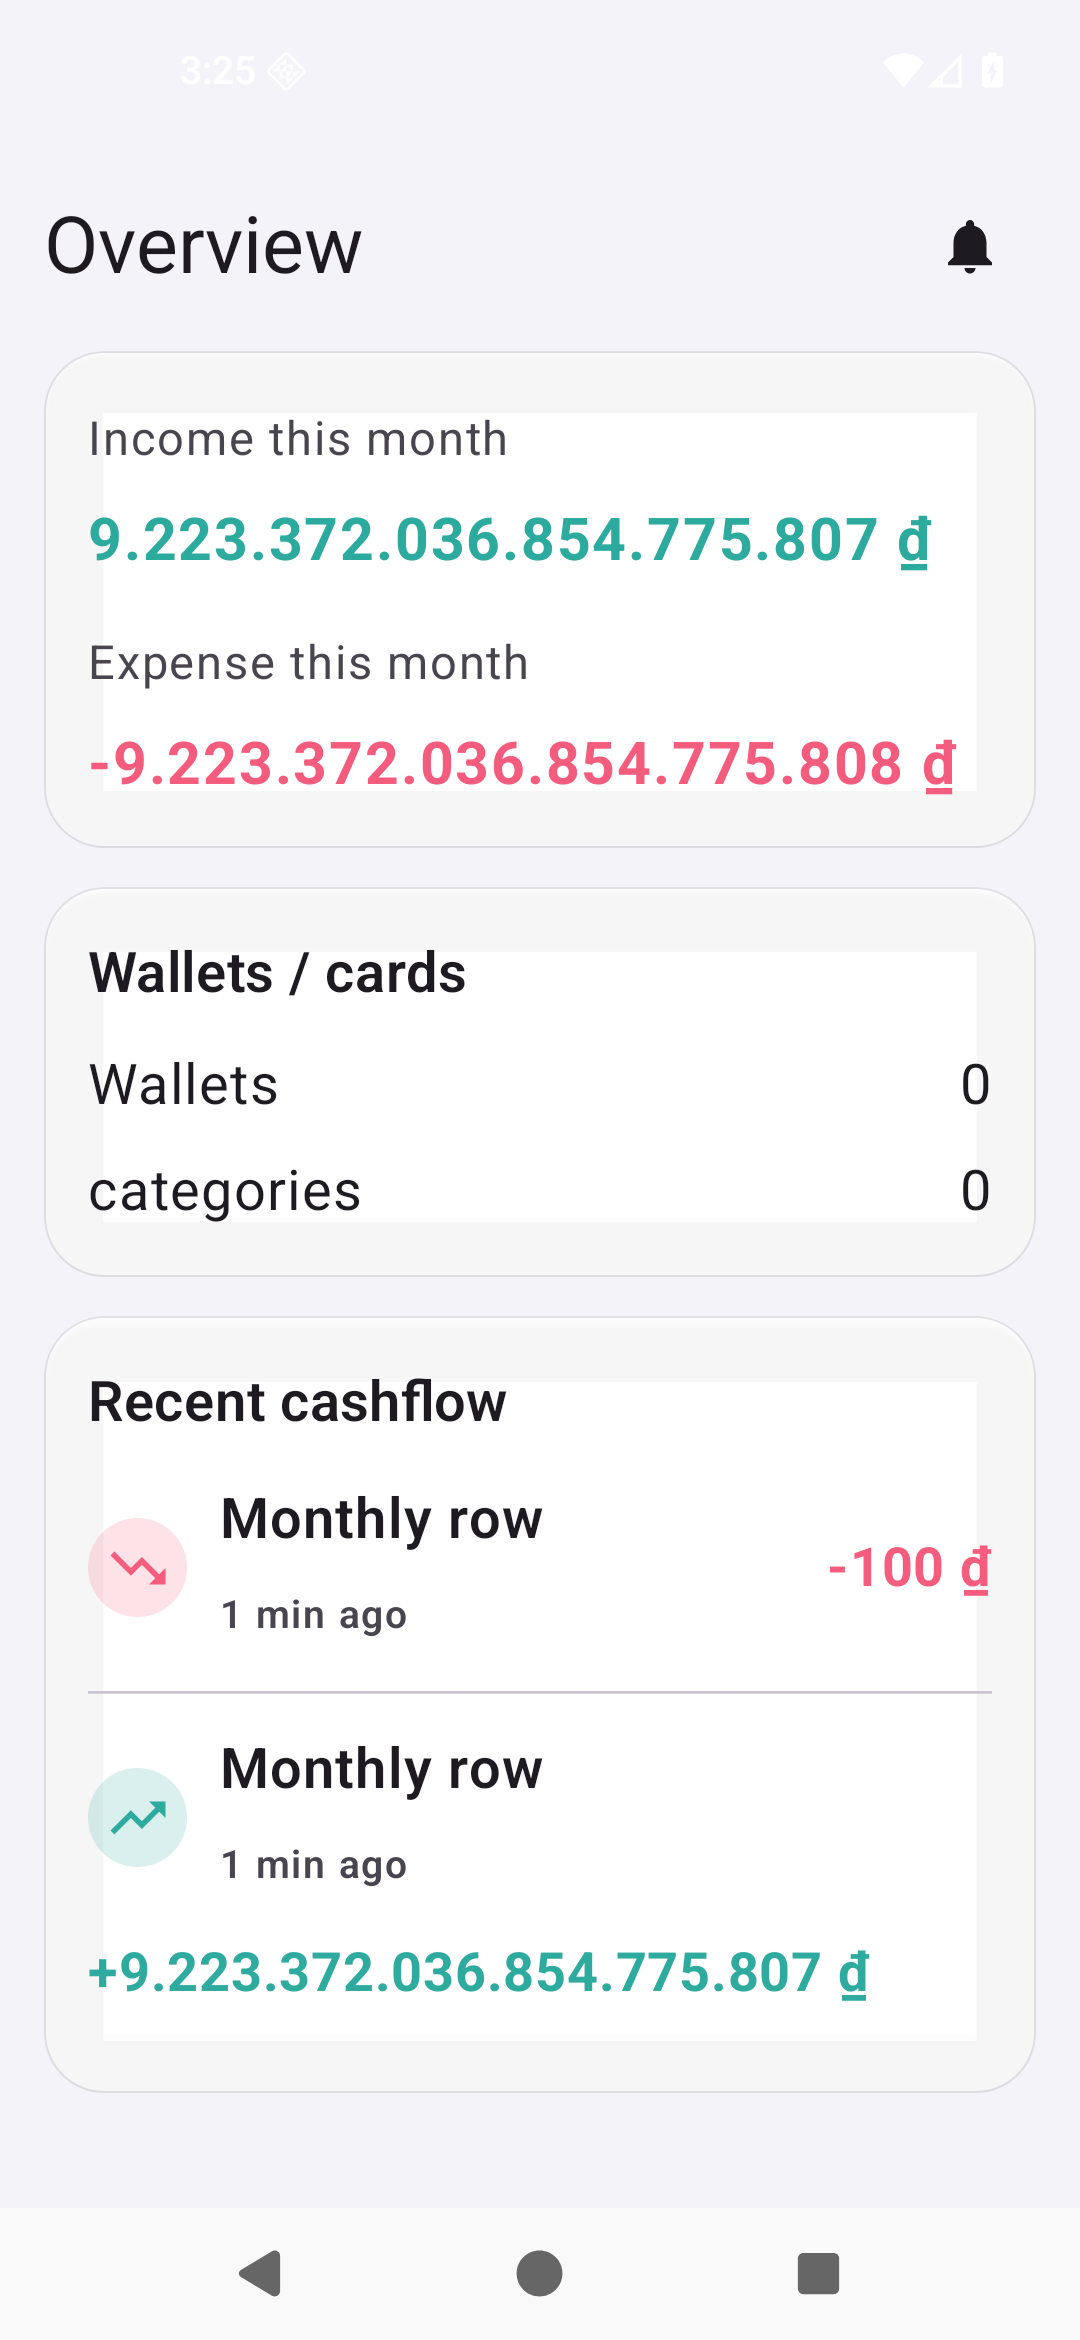 3:25
Overview
Income this month
9.223.372.036.854.775.807 ₫
Expense this month
-9.223.372.036.854.775.808 ₫
Wallets / cards
Wallets 0
categories 0
Recent cashflow
Monthly row
-100 ₫
1 min ago
Monthly row
1 min ago
+9.223.372.036.854.775.807 ₫